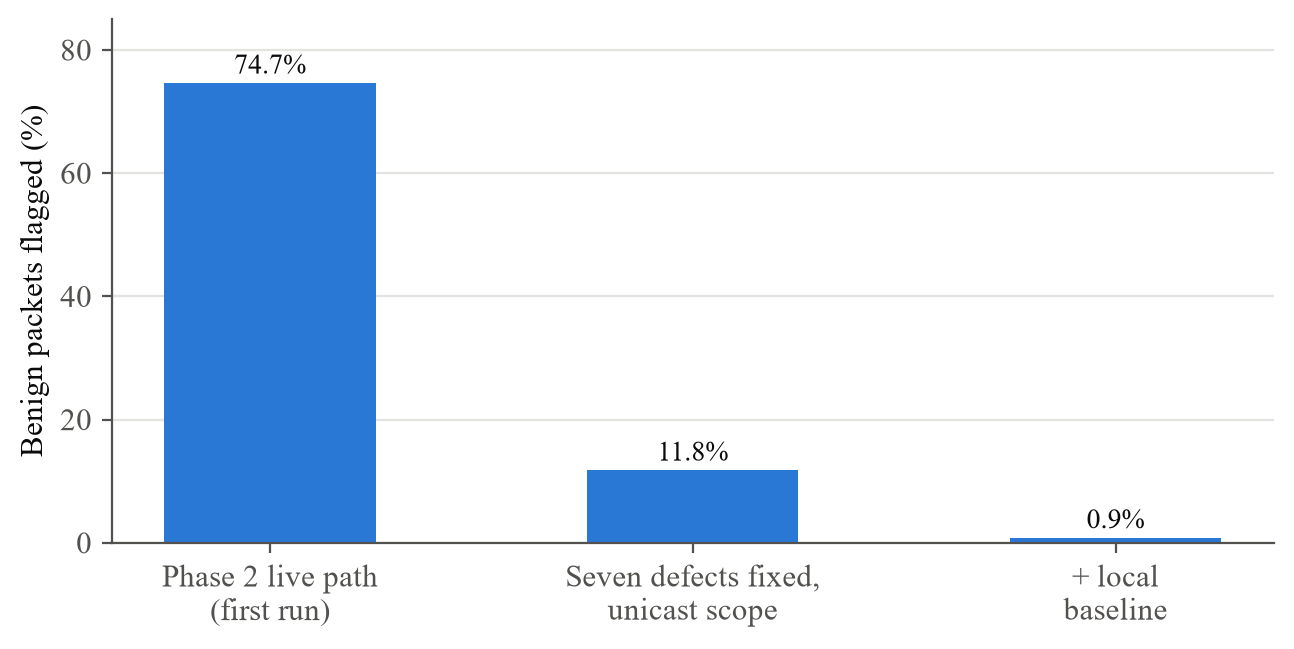 Benign packets flagged (%)
80
60
40
20
0
74.7%
11.8%
0.9%
Phase 2 live path
(first run)
Seven defects fixed,
unicast scope
+ local
baseline